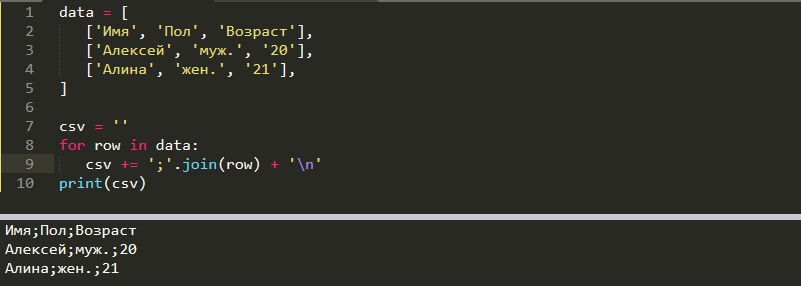 1 data = [
2    ['Имя', 'Пол', 'Возраст'],
3    ['Алексей', 'муж.', '20'],
4    ['Алина', 'жен.', '21'],
5 ]
6
7 csv = ''
8 for row in data:
9    csv += ';'.join(row) + '\n'
10 print(csv)
Имя;Пол;Возраст
Алексей;муж.;20
Алина;жен.;21